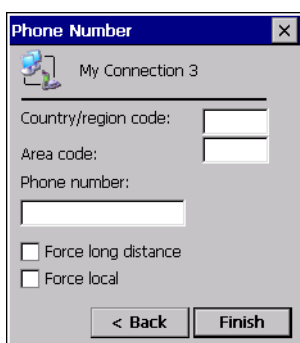 Phone Number
My Connection 3
Country/region code:
Area code:
Phone number:
Force long distance
Force local
< Back Finish